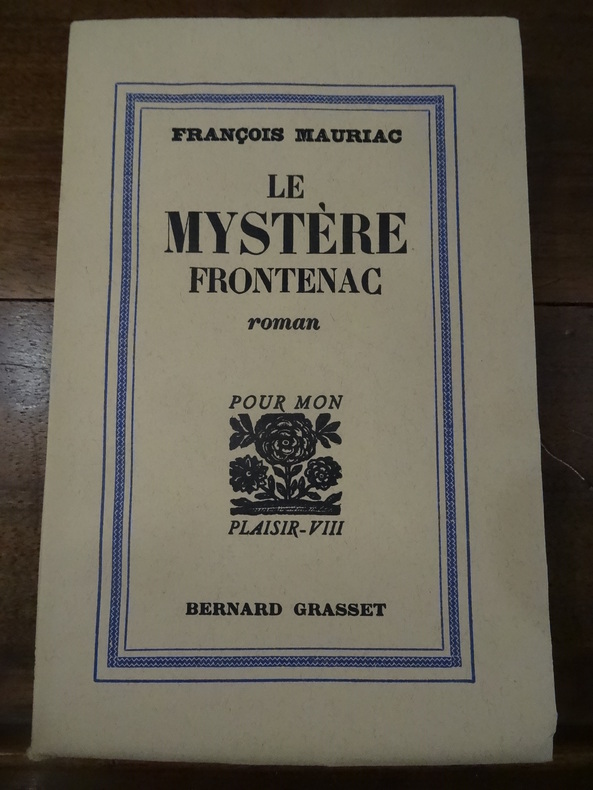 FRANÇOIS MAURIAC
LE
MYSTÈRE
FRONTENAC
roman
POUR MON
PLAISIR-VIII
BERNARD GRASSET